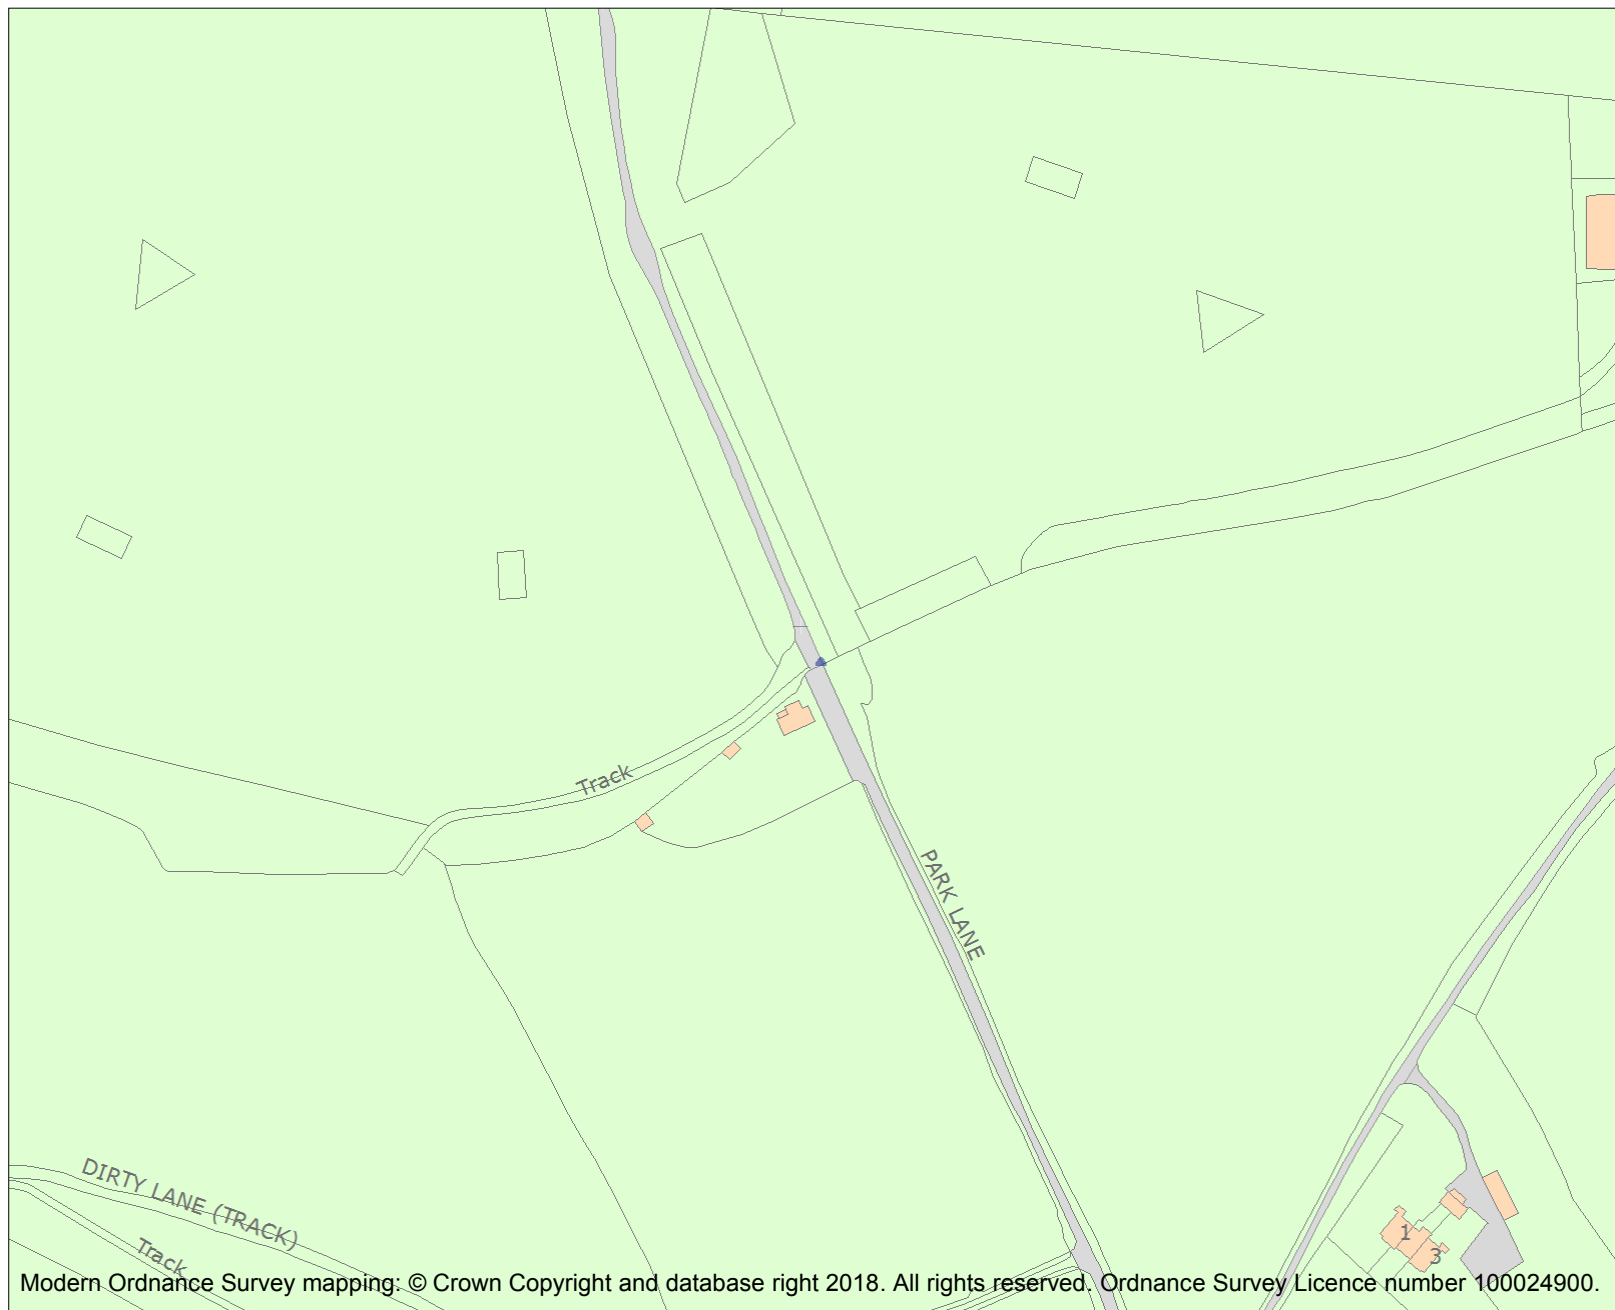 Track
PARK LANE
DIRTY LANE (TRACK)
Track
1
3
Modern Ordnance Survey mapping: © Crown Copyright and database right 2018. All rights reserved. Ordnance Survey Licence number 100024900.